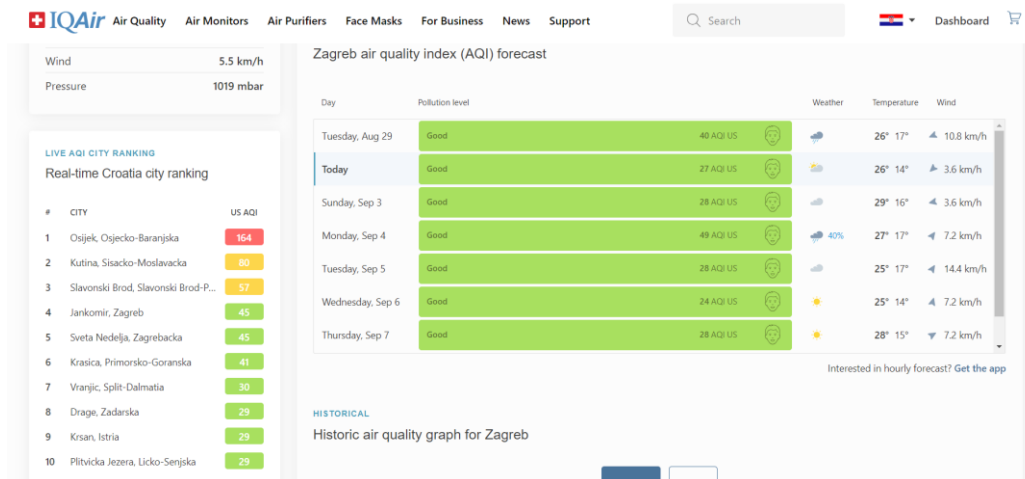 IQAir Air Quality Air Monitors Air Purifiers Face Masks For Business News Support Search Dashboard
Wind 5.5 km/h
Pressure 1019 mbar
LIVE AQI CITY RANKING
Real-time Croatia city ranking
# CITY US AQI
1 Osijek, Osjecko-Baranjska 164
2 Kutina, Sisacko-Moslavacka 80
3 Slavonski Brod, Slavonski Brod-P... 57
4 Jankomir, Zagreb 45
5 Sveta Nedelja, Zagrebacka 45
6 Krasica, Primorsko-Goranska 41
7 Vranjic, Split-Dalmatia 30
8 Drage, Zadarska 29
9 Krsan, Istria 29
10 Plitvicka Jezera, Licko-Senjska 29
Zagreb air quality index (AQI) forecast
Day Pollution level Weather Temperature Wind
Tuesday, Aug 29 Good 40 AQI US 26° 17° 10.8 km/h
Today Good 27 AQI US 26° 14° 3.6 km/h
Sunday, Sep 3 Good 28 AQI US 29° 16° 3.6 km/h
Monday, Sep 4 Good 49 AQI US 40% 27° 17° 7.2 km/h
Tuesday, Sep 5 Good 28 AQI US 25° 17° 14.4 km/h
Wednesday, Sep 6 Good 24 AQI US 25° 14° 7.2 km/h
Thursday, Sep 7 Good 28 AQI US 28° 15° 7.2 km/h
Interested in hourly forecast? Get the app
HISTORICAL
Historic air quality graph for Zagreb